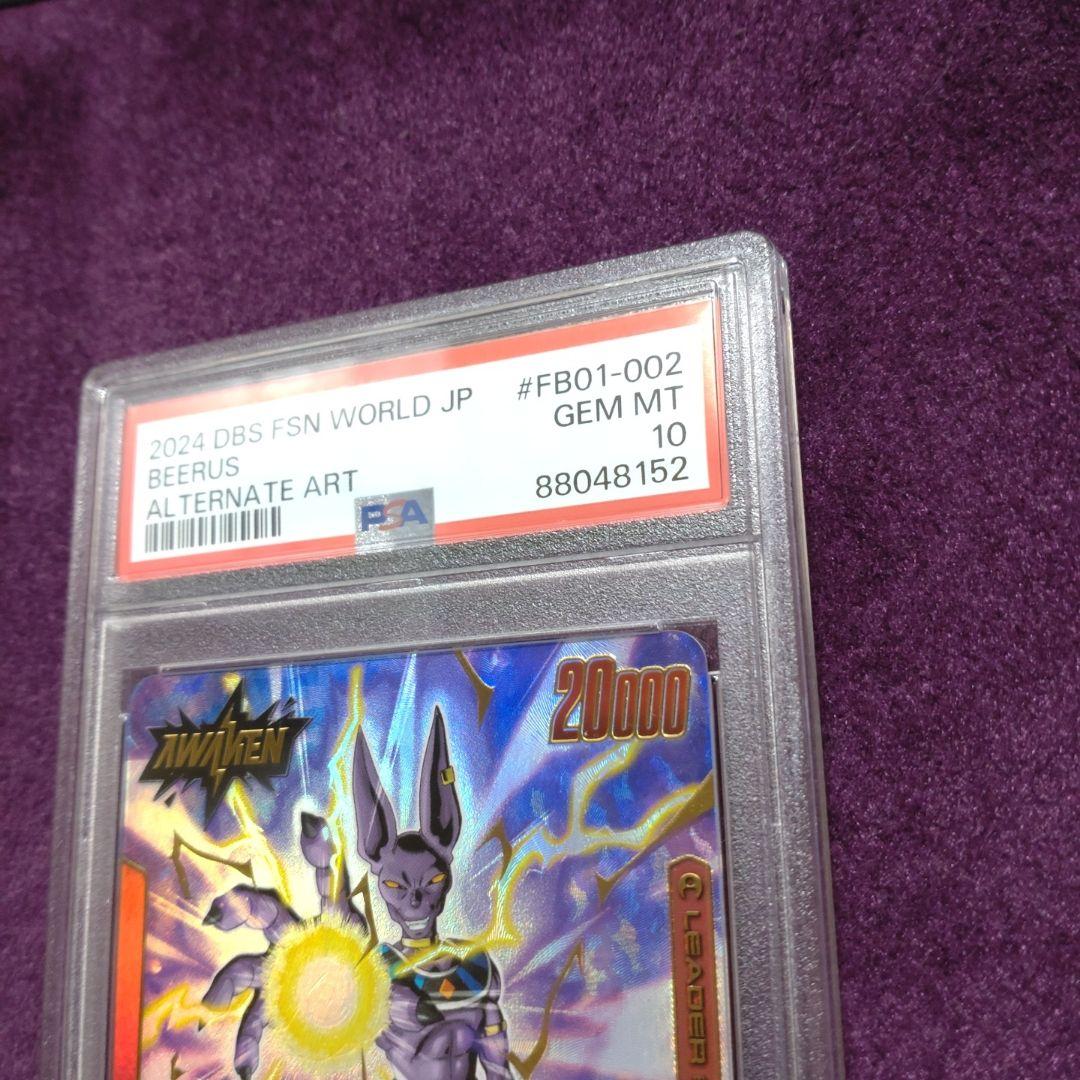 2024 DBS FSN WORLD JP #FB01-002
BEERUS GEM MT
ALTERNATE ART 10
PSA 88048152
AWAKEN 20000
LEADER